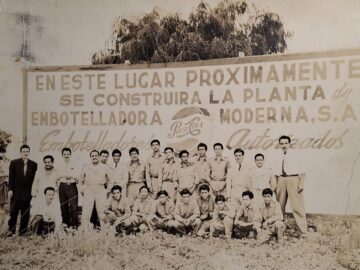 EN ESTE LUGAR PROXIMAMENTE
SE CONSTRUIRA LA PLANTA de
EMBOTELLADORA MODERNA, S.A.
Pepsi-Cola
Embotelladores Autorizados